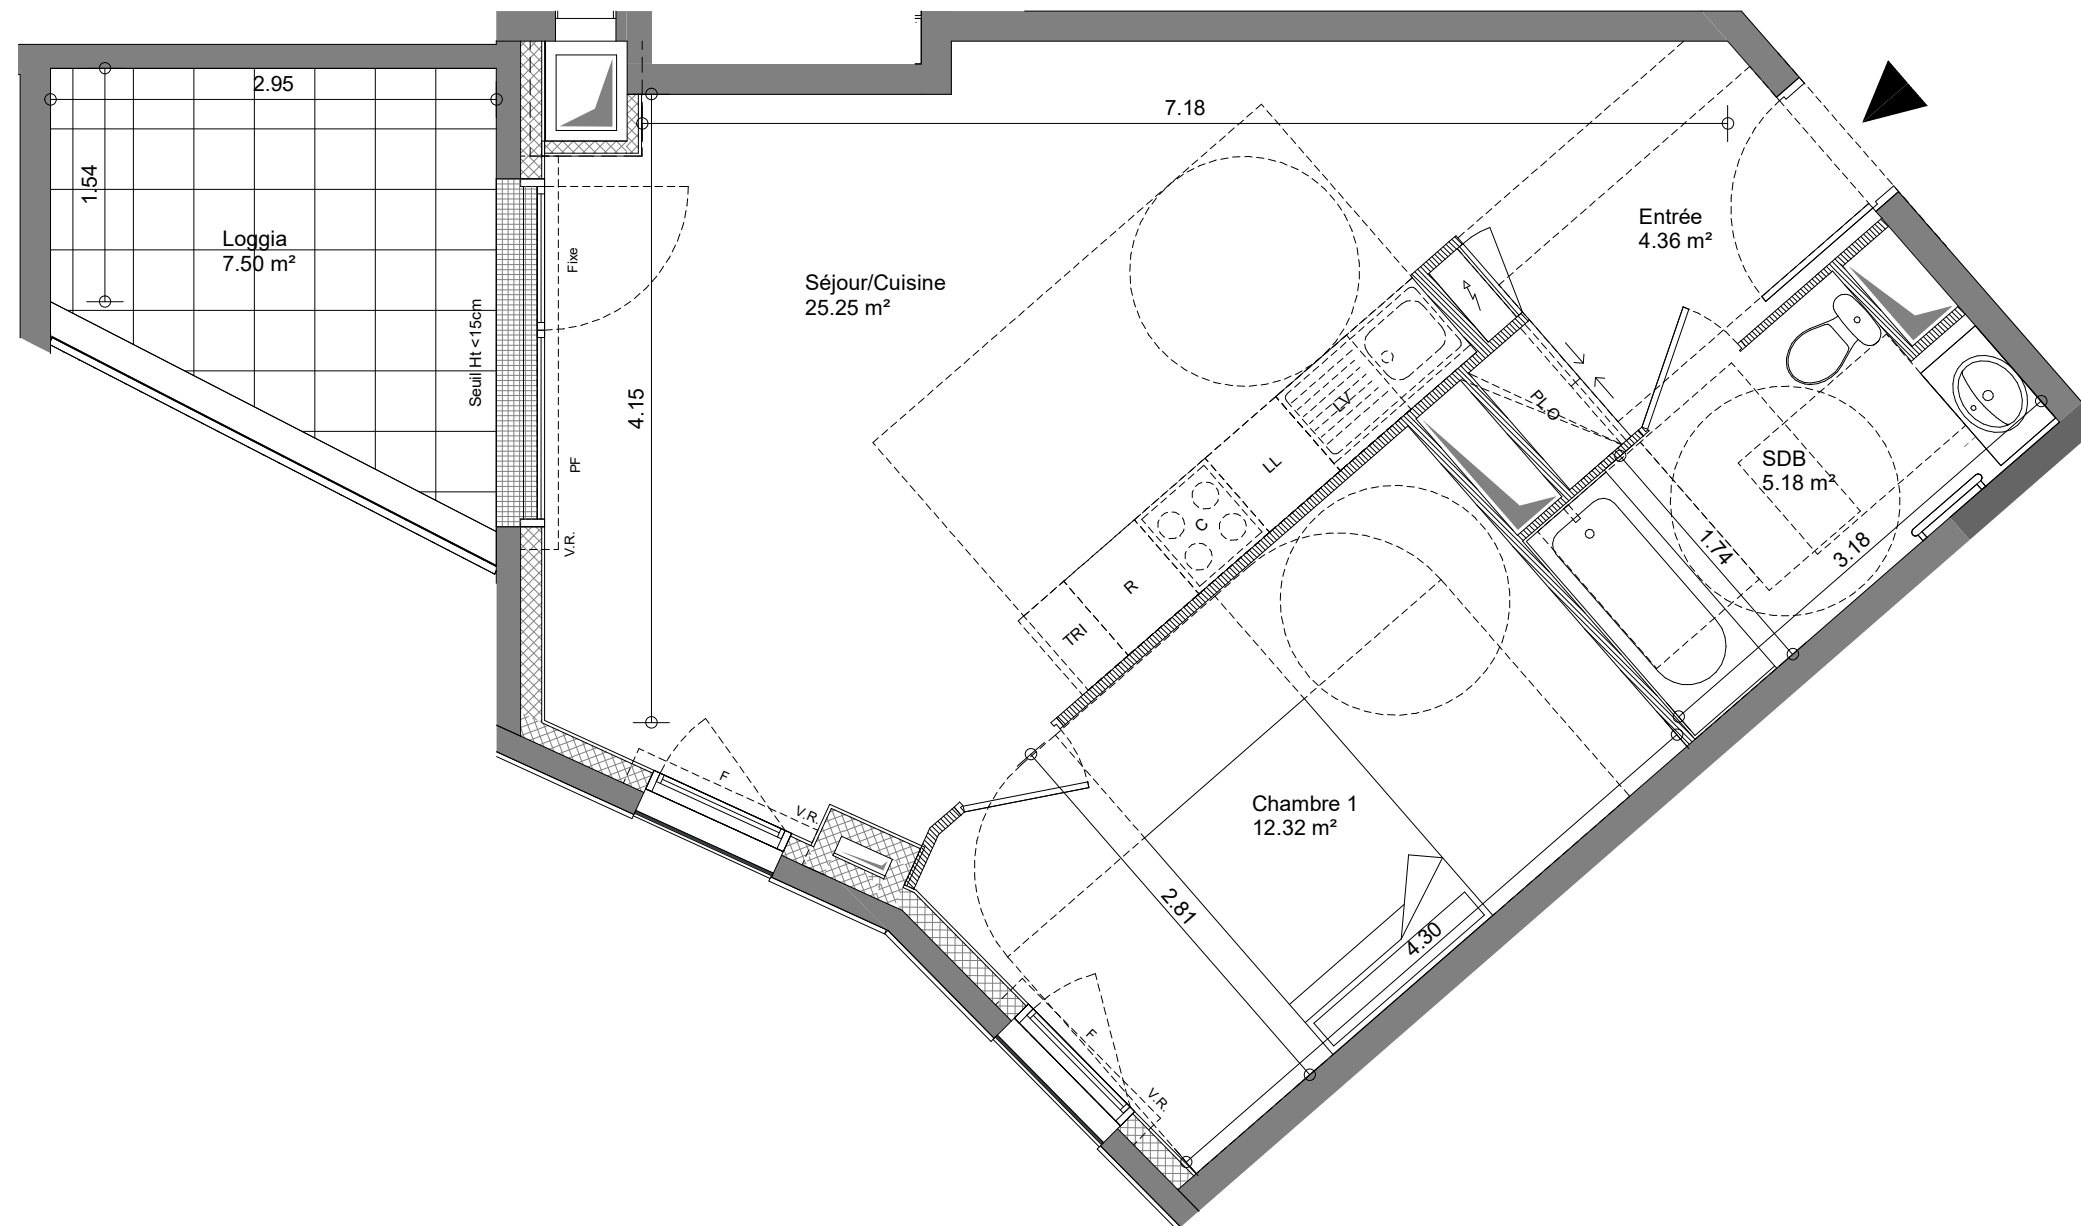 2.95
7.18
1.54
Loggia
7.50 m²
Entrée
4.36 m²
Fixe
Séjour/Cuisine
25.25 m²
Seuil Ht <15cm
4.15
PF
V.R.
LV
PLO
LL
C
R
TRI
SDB
5.18 m²
1.74
3.18
F
V.R.
Chambre 1
12.32 m²
2.81
4.30
F
V.R.